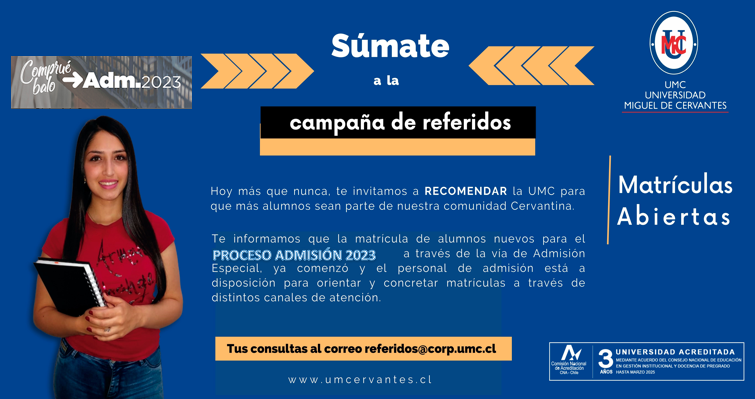 Súmate
a la
campaña de referidos
Comprué
balo
Adm.2023
UMC
UMC
UNIVERSIDAD
MIGUEL DE CERVANTES
Hoy más que nunca, te invitamos a RECOMENDAR la UMC para
que más alumnos sean parte de nuestra comunidad Cervantina.
Te informamos que la matrícula de alumnos nuevos para el
PROCESO ADMISIÓN 2023 a través de la vía de Admisión
Especial, ya comenzó y el personal de admisión está a
disposición para orientar y concretar matrículas a través de
distintos canales de atención.
Matrículas
Abiertas
Tus consultas al correo referidos@corp.umc.cl
www.umcervantes.cl
Comisión Nacional
de Acreditación
CNA - Chile
3
AÑOS
UNIVERSIDAD ACREDITADA
MEDIANTE ACUERDO DEL CONSEJO NACIONAL DE EDUCACIÓN
EN GESTIÓN INSTITUCIONAL Y DOCENCIA DE PREGRADO
HASTA MARZO 2025